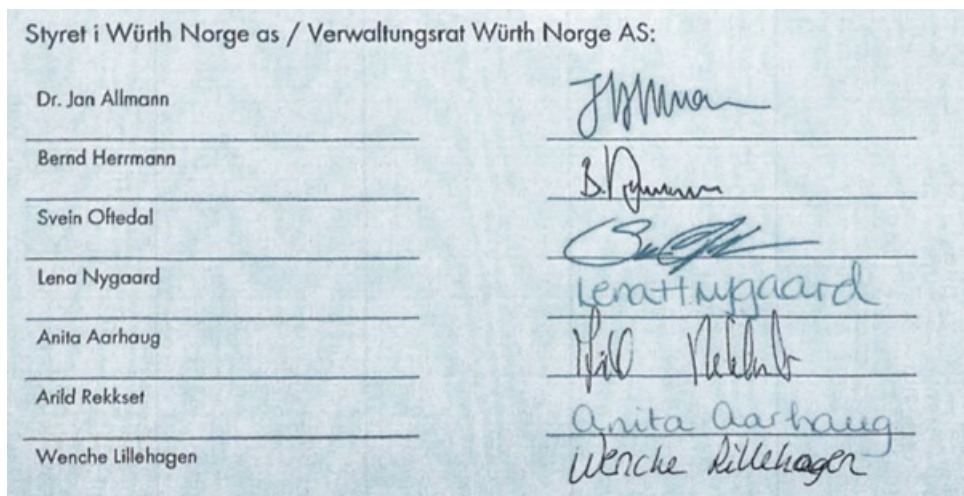 Styret i Würth Norge as / Verwaltungsrat Würth Norge AS:
Dr. Jan Allmann
Bernd Herrmann
B.
Svein Oftedal
Lena Nygaard
Lena H Nygaard
Anita Aarhaug
Arild Rekkset
Anita Aarhaug
Wenche Lillehagen
Wenche Lillehagen